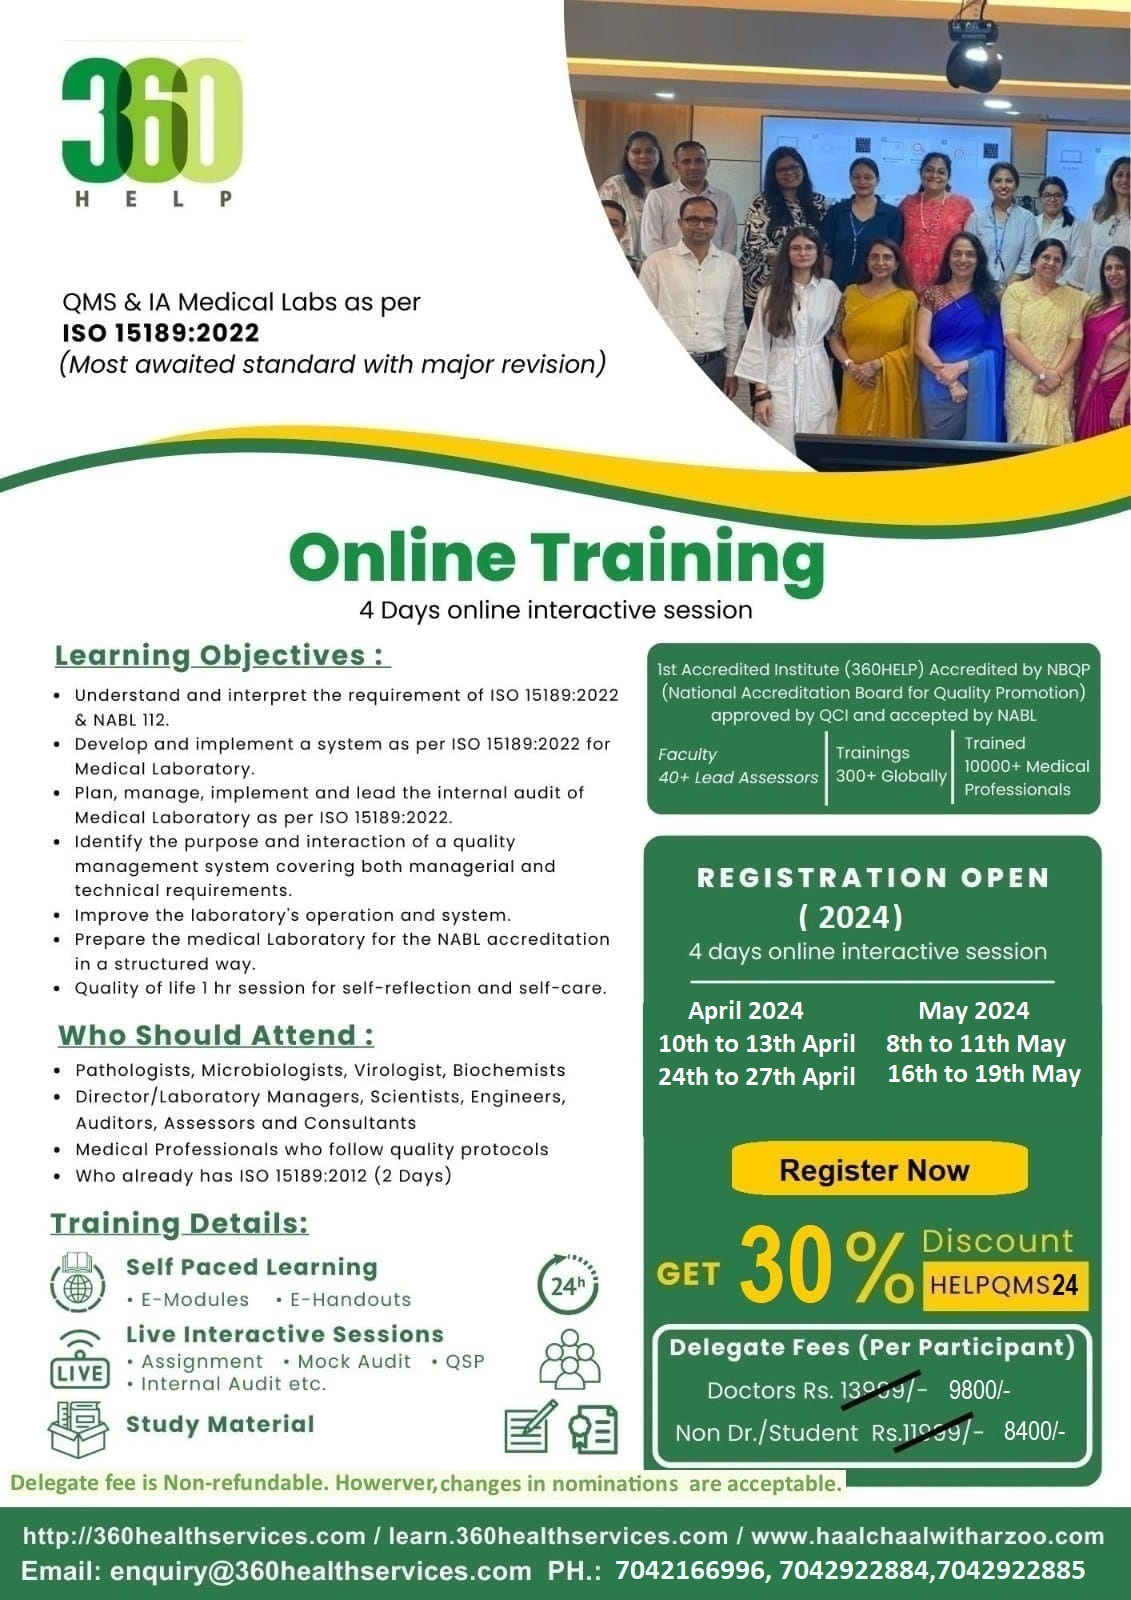 360
HELP
QMS & IA Medical Labs as per
ISO 15189:2022
(Most awaited standard with major revision)
Online Training
4 Days online interactive session
Learning Objectives :
• Understand and interpret the requirement of ISO 15189:2022
& NABL 112.
• Develop and implement a system as per ISO 15189:2022 for
Medical Laboratory.
• Plan, manage, implement and lead the internal audit of
Medical Laboratory as per ISO 15189:2022.
• Identify the purpose and interaction of a quality
management system covering both managerial and
technical requirements.
• Improve the laboratory's operation and system.
• Prepare the medical Laboratory for the NABL accreditation
in a structured way.
• Quality of life 1 hr session for self-reflection and self-care.
Who Should Attend :
• Pathologists, Microbiologists, Virologist, Biochemists
• Director/Laboratory Managers, Scientists, Engineers,
Auditors, Assessors and Consultants
• Medical Professionals who follow quality protocols
• Who already has ISO 15189:2012 (2 Days)
Training Details:
Self Paced Learning
• E-Modules • E-Handouts
24h
Live Interactive Sessions
• Assignment • Mock Audit • QSP
• Internal Audit etc.
LIVE
Study Material
1st Accredited Institute (360HELP) Accredited by NBQP
(National Accreditation Board for Quality Promotion)
approved by QCI and accepted by NABL
Faculty
40+ Lead Assessors
Trainings
300+ Globally
Trained
10000+ Medical
Professionals
REGISTRATION OPEN
( 2024)
4 days online interactive session
April 2024 May 2024
10th to 13th April 8th to 11th May
24th to 27th April 16th to 19th May
Register Now
GET 30% Discount
HELPQMS24
Delegate Fees (Per Participant)
Doctors Rs. 13999/- 9800/-
Non Dr./Student Rs.11999/- 8400/-
Delegate fee is Non-refundable. Howerver, changes in nominations are acceptable.
http://360healthservices.com / learn.360healthservices.com / www.haalchaalwitharzoo.com
Email: enquiry@360healthservices.com PH.: 7042166996, 7042922884,7042922885